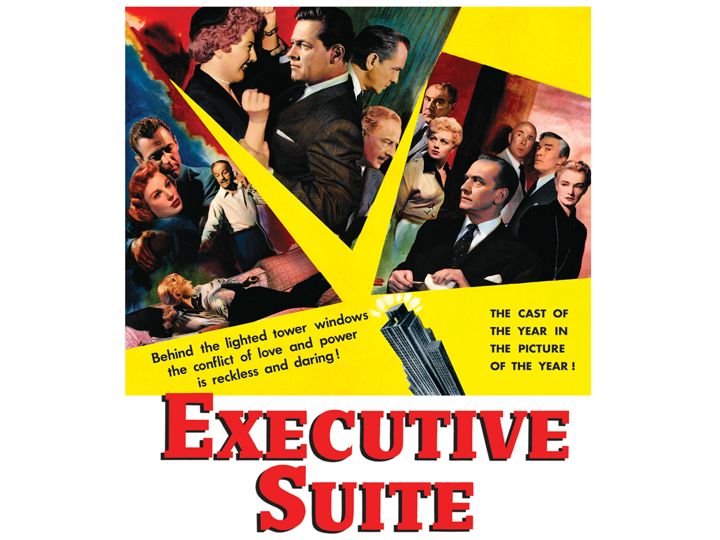 Behind the lighted tower windows
the conflict of love and power
is reckless and daring!
THE CAST OF
THE YEAR IN
THE PICTURE
OF THE YEAR!
EXECUTIVE
SUITE